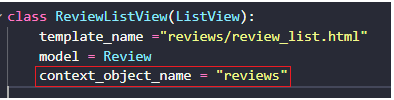 class ReviewListView(ListView):
    template_name ="reviews/review_list.html"
    model = Review
    context_object_name = "reviews"